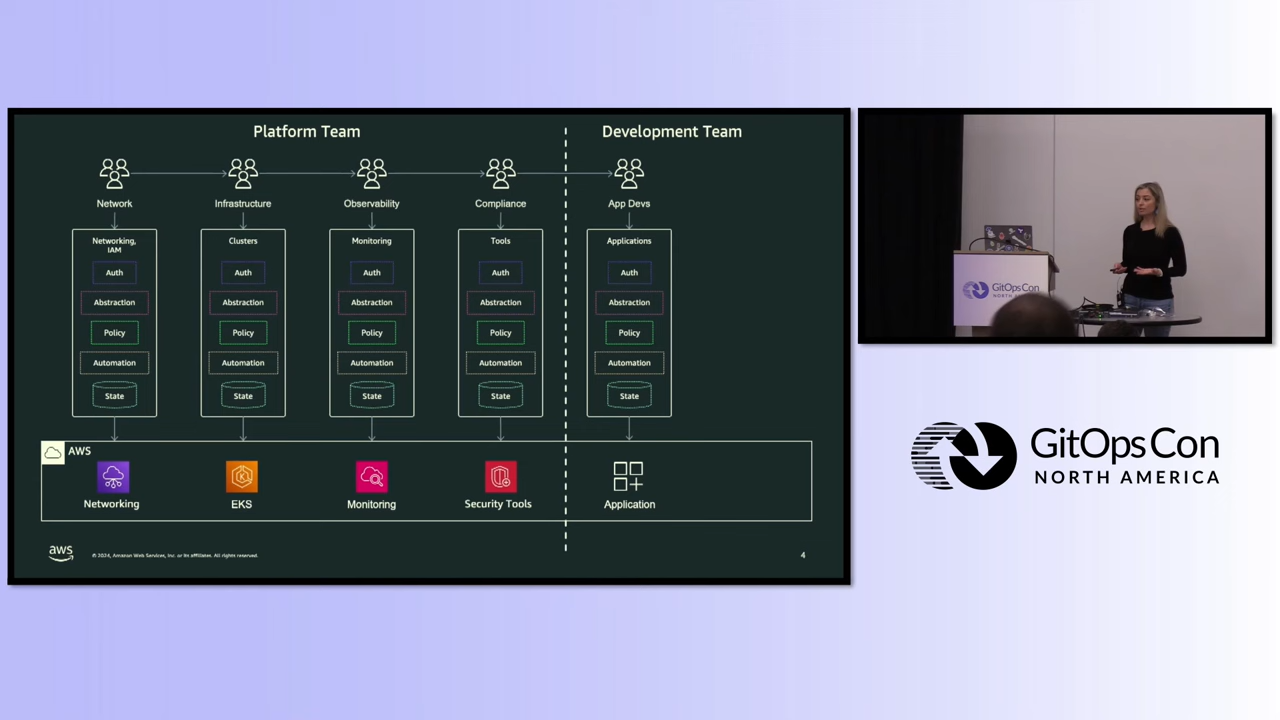 Platform Team
Development Team
Network
Infrastructure
Observability
Compliance
App Devs
Networking,
IAM
Auth
Abstraction
Policy
Automation
State
Clusters
Auth
Abstraction
Policy
Automation
State
Monitoring
Auth
Abstraction
Policy
Automation
State
Tools
Auth
Abstraction
Policy
Automation
State
Applications
Auth
Abstraction
Policy
Automation
State
AWS
Networking
EKS
Monitoring
Security Tools
Application
aws
© 2024, Amazon Web Services, Inc. or its affiliates. All rights reserved.
4
GitOpsCon
NORTH AMERICA
GitOpsCon
NORTH AMERICA